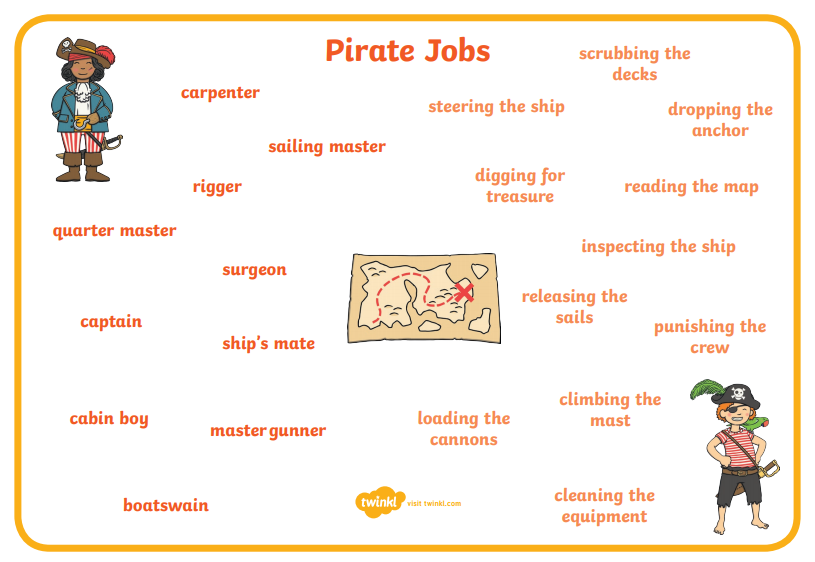 Pirate Jobs
carpenter
sailing master
rigger
quarter master
surgeon
captain
ship's mate
cabin boy
master gunner
boatswain
scrubbing the
decks
steering the ship
dropping the
anchor
digging for
treasure
reading the map
inspecting the ship
releasing the
sails
punishing the
crew
climbing the
mast
loading the
cannons
cleaning the
equipment
twinkl
visit twinkl.com